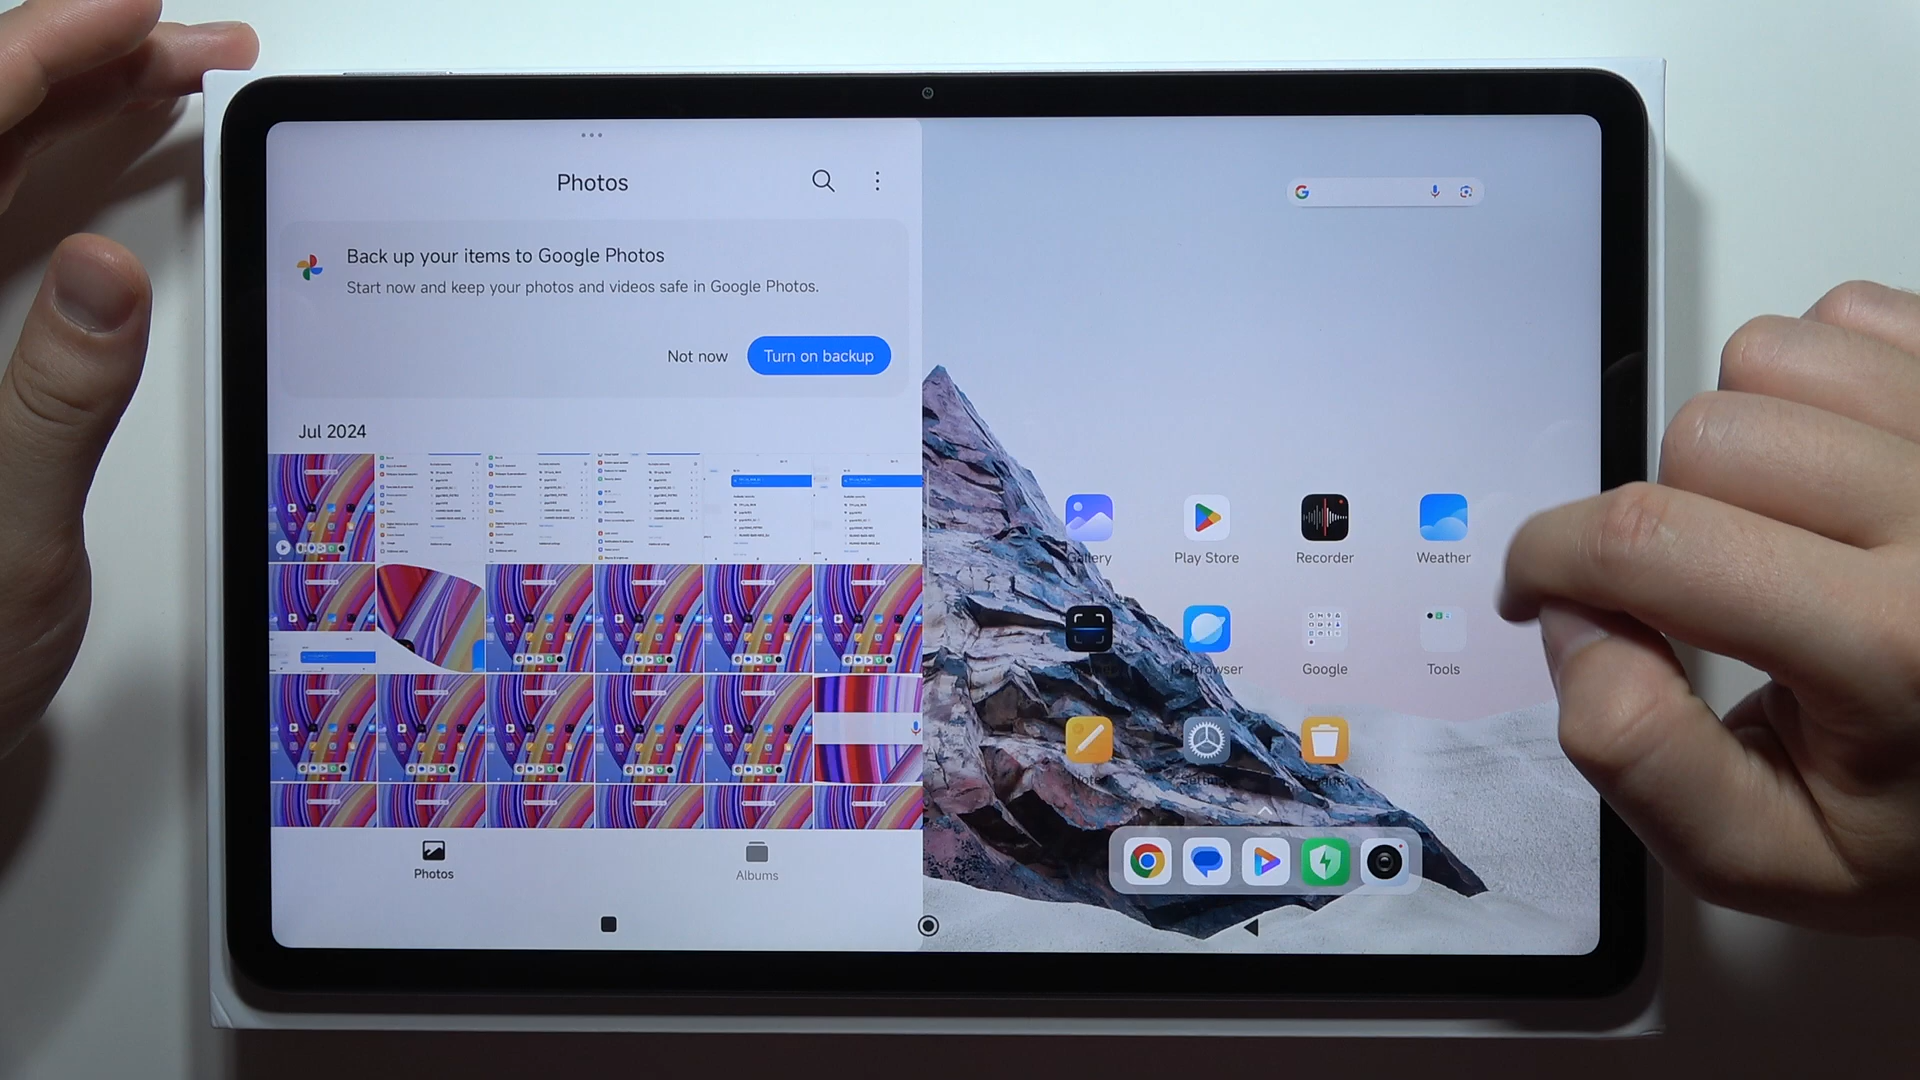 Photos
Back up your items to Google Photos
Start now and keep your photos and videos safe in Google Photos.
Not now
Turn on backup
Jul 2024
Photos
Albums
Gallery
Play Store
Recorder
Weather
Mi Browser
Google
Tools
Notes
Settings